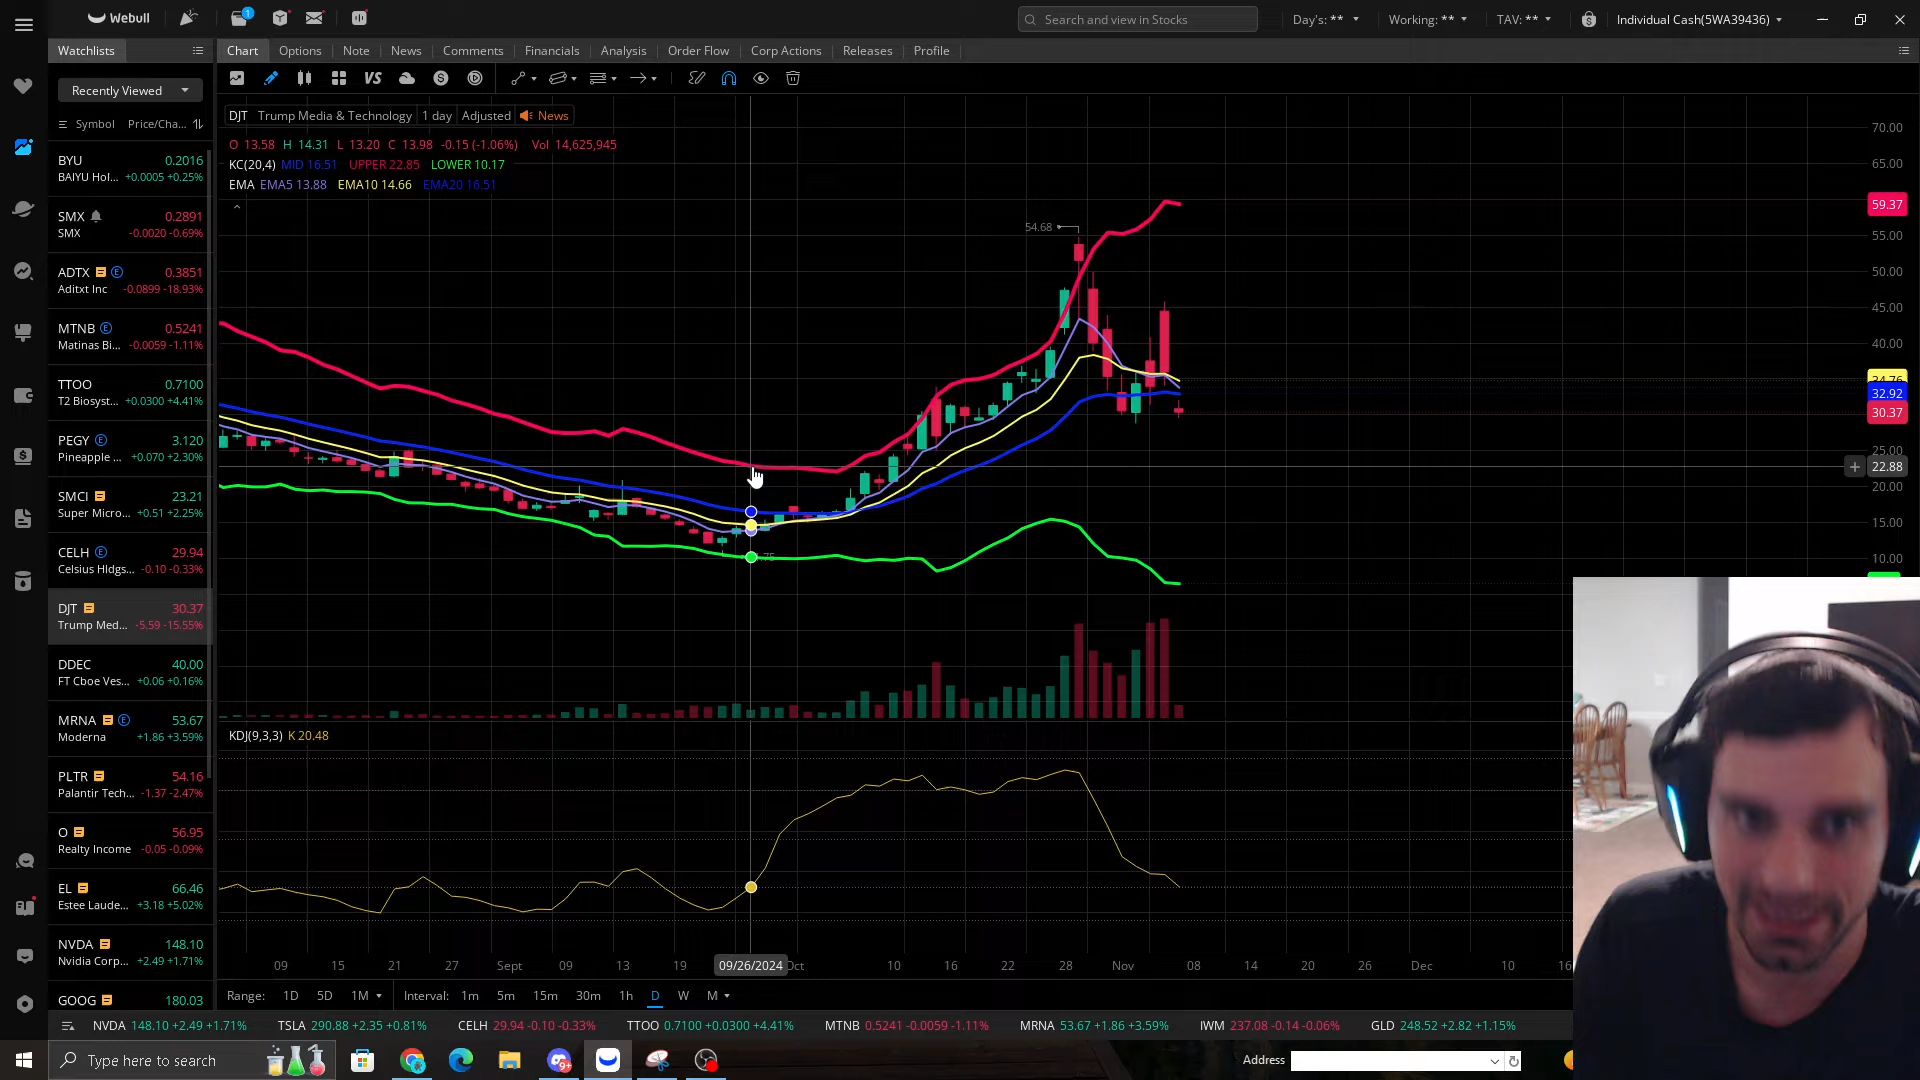 Webull
1
Search and view in Stocks
Day's: **
Working: **
TAV: **
Individual Cash(5WA39436)
Watchlists
Chart Options Note News Comments Financials Analysis Order Flow Corp Actions Releases Profile
Recently Viewed
VS
S
Symbol Price/Cha...
DJT Trump Media & Technology 1 day Adjusted News
O 13.58 H 14.31 L 13.20 C 13.98 -0.15 (-1.06%) Vol 14,625,945
KC(20,4) MID 16.51 UPPER 22.85 LOWER 10.17
EMA EMA5 13.88 EMA10 14.66 EMA20 16.51
BYU 0.2016
BAIYU Hol... +0.0005 +0.25%
SMX 0.2891
SMX -0.0020 -0.69%
ADTX E 0.3851
Aditxt Inc -0.0899 -18.93%
MTNB E 0.5241
Matinas Bi... -0.0059 -1.11%
TTOO 0.7100
T2 Biosyst... +0.0300 +4.41%
PEGY E 3.120
Pineapple ... +0.070 +2.30%
SMCI 23.21
Super Micro... +0.51 +2.25%
CELH E 29.94
Celsius Hldgs... -0.10 -0.33%
DJT 30.37
Trump Med... -5.59 -15.55%
DDEC 40.00
FT Cboe Ves... +0.06 +0.16%
MRNA E 53.67
Moderna +1.86 +3.59%
PLTR 54.16
Palantir Tech... -1.37 -2.47%
O 56.95
Realty Income -0.05 -0.09%
EL 66.46
Estee Laude... +3.18 +5.02%
NVDA 148.10
Nvidia Corp... +2.49 +1.71%
GOOG 180.03
54.68
70.00
65.00
59.37
55.00
50.00
45.00
40.00
34.76
32.92
30.37
25.00
22.88
20.00
15.00
10.00
KDJ(9,3,3) K 20.48
09 15 21 27 Sept 09 13 19 09/26/2024 Oct 10 16 22 28 Nov 08 14 20 26 Dec 10 16
Range: 1D 5D 1M Interval: 1m 5m 15m 30m 1h D W M
NVDA 148.10 +2.49 +1.71% TSLA 290.88 +2.35 +0.81% CELH 29.94 -0.10 -0.33% TTOO 0.7100 +0.0300 +4.41% MTNB 0.5241 -0.0059 -1.11% MRNA 53.67 +1.86 +3.59% IWM 237.08 -0.14 -0.06% GLD 248.52 +2.82 +1.15%
Type here to search
9+
Address